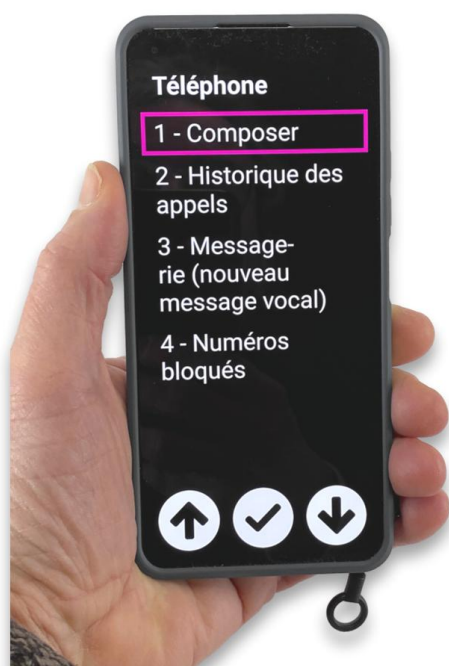 Téléphone
1 - Composer
2 - Historique des
appels
3 - Message-
rie (nouveau
message vocal)
4 - Numéros
bloqués